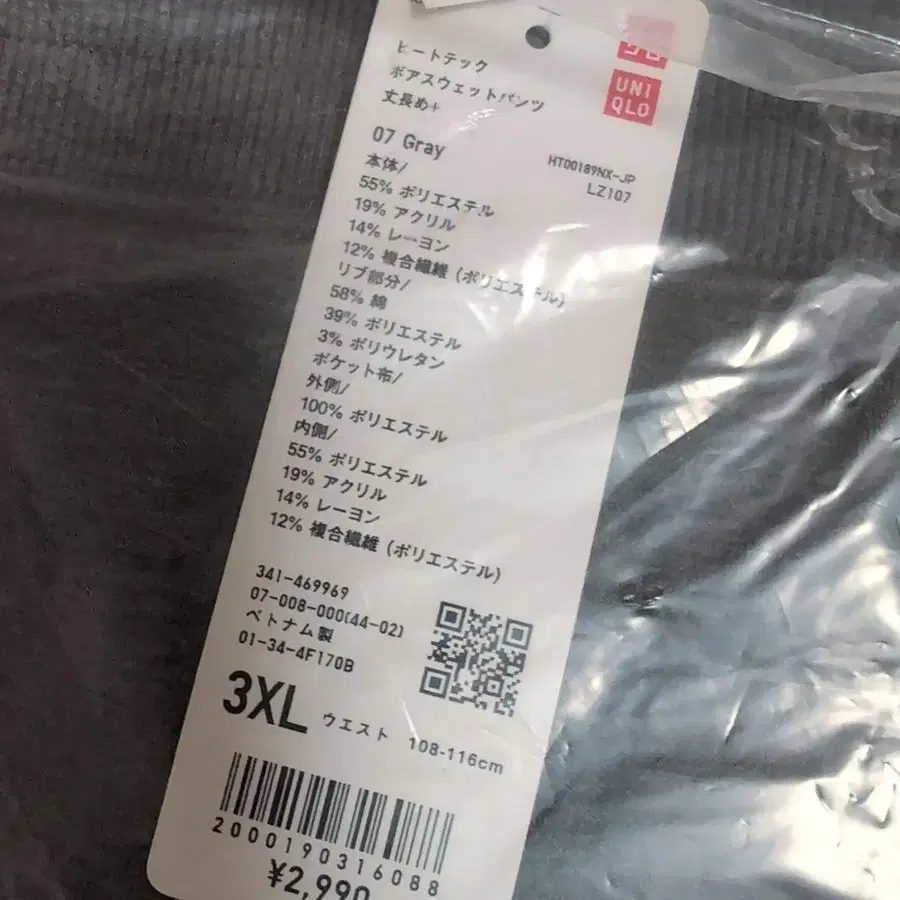 ヒートテック
ボアスウェットパンツ
丈長め+
UNI
QLO
07 Gray
HT00189NX-JP
LZ107
本体/
55% ポリエステル
19% アクリル
14% レーヨン
12% 複合繊維 (ポリエステル)
リブ部分/
58% 綿
39% ポリエステル
3% ポリウレタン
ポケット布/
外側/
100% ポリエステル
内側/
55% ポリエステル
19% アクリル
14% レーヨン
12% 複合繊維 (ポリエステル)
341-469969
07-008-000(44-02)
ベトナム製
01-34-4F170B
3XL ウエスト 108-116cm
2000190316088
¥2,990